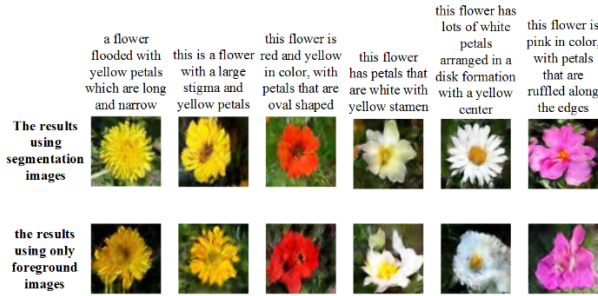 a flower
flooded with
yellow petals
which are long
and narrow
this is a flower
with a large
stigma and
yellow petals
this flower is
red and yellow
in color, with
petals that are
oval shaped
this flower
has petals that
are white with
yellow stamen
this flower has
lots of white
petals
arranged in a
disk formation
with a yellow
center
this flower is
pink in color,
with petals
that are
ruffled along
the edges
The results
using
segmentation
images
the results
using only
foreground
images